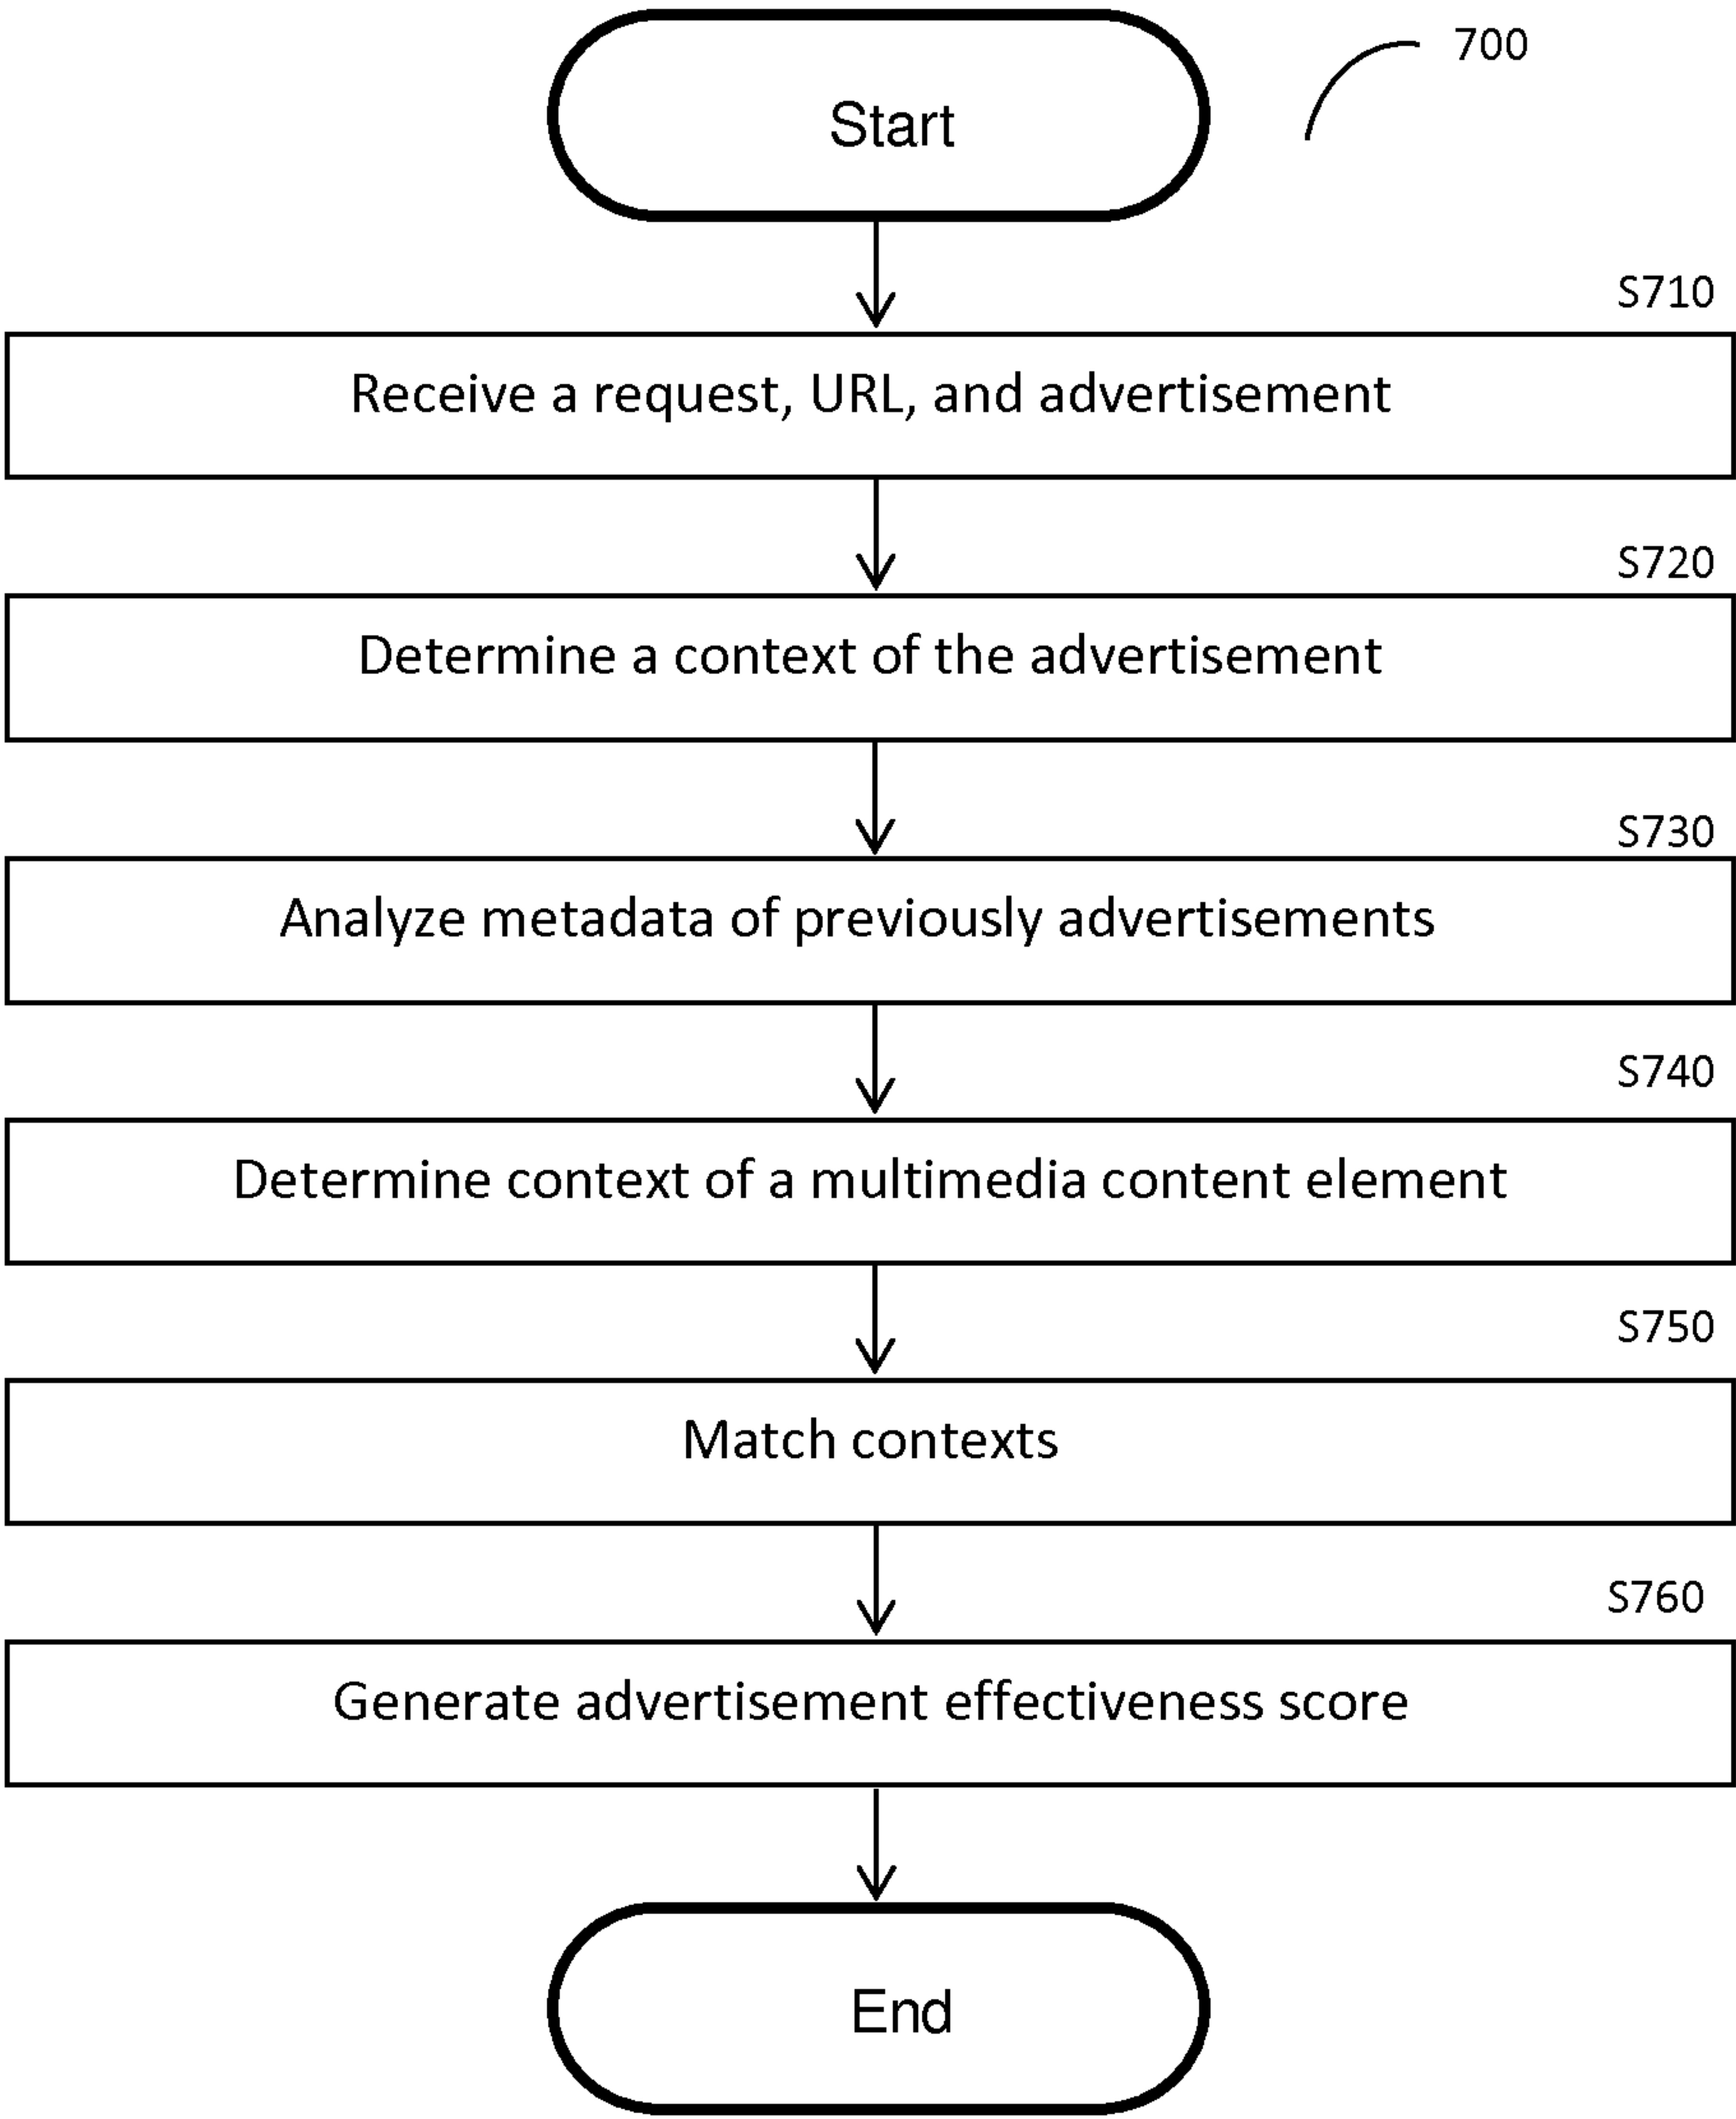 Start
700
S710
Receive a request, URL, and advertisement
S720
Determine a context of the advertisement
S730
Analyze metadata of previously advertisements
S740
Determine context of a multimedia content element
S750
Match contexts
S760
Generate advertisement effectiveness score
End